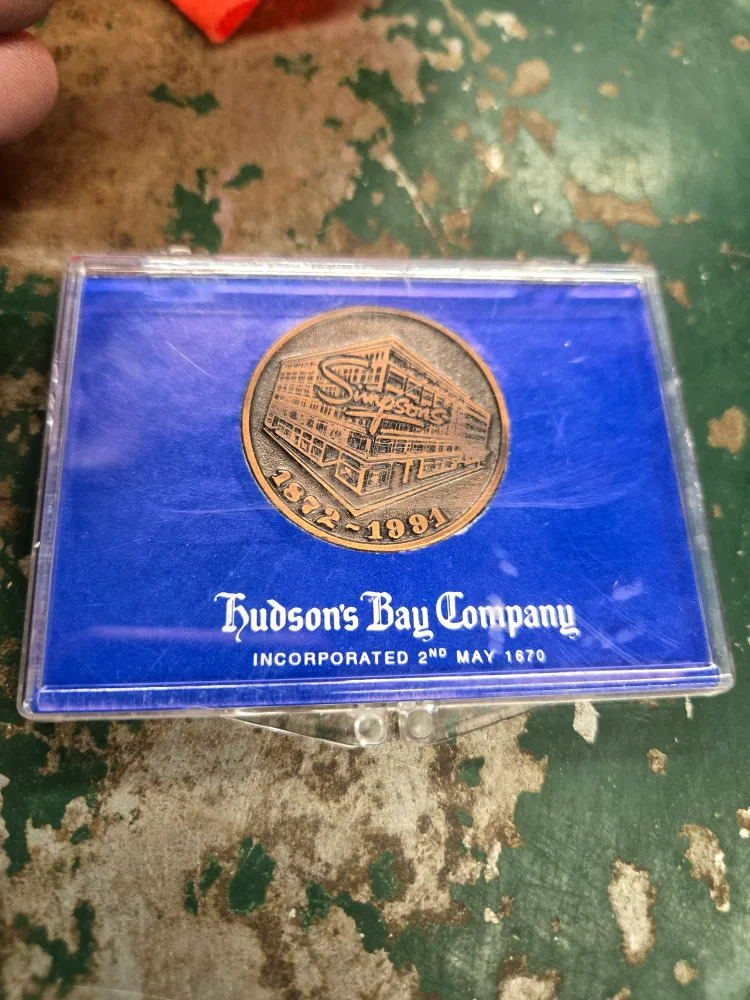 Simpsons
1872-1991
Hudson's Bay Company
INCORPORATED 2ND MAY 1670